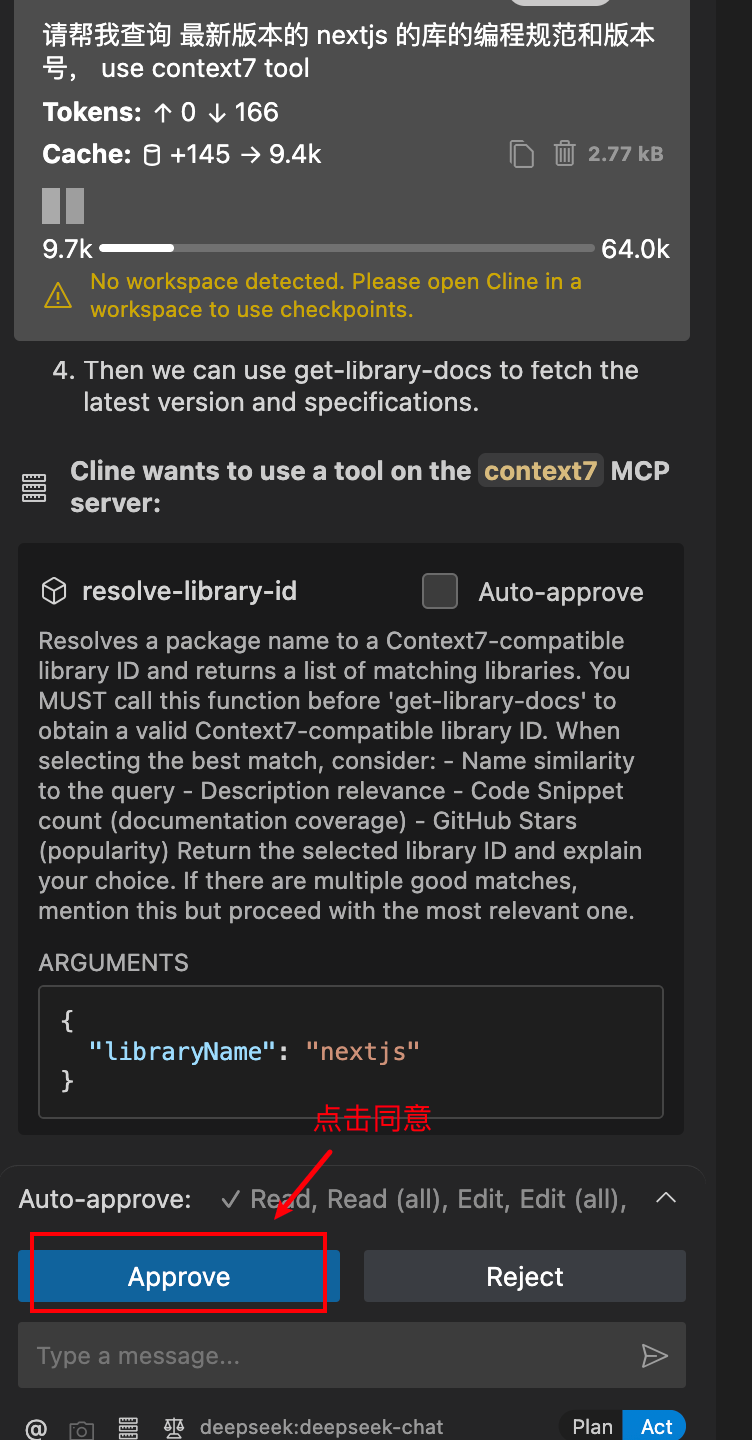 请帮我查询 最新版本的 nextjs 的库的编程规范和版本
号， use context7 tool
Tokens: ↑ 0 ↓ 166
Cache: +145 → 9.4k 2.77 kB
9.7k 64.0k
No workspace detected. Please open Cline in a
workspace to use checkpoints.
4. Then we can use get-library-docs to fetch the
latest version and specifications.
Cline wants to use a tool on the context7 MCP
server:
resolve-library-id Auto-approve
Resolves a package name to a Context7-compatible
library ID and returns a list of matching libraries. You
MUST call this function before 'get-library-docs' to
obtain a valid Context7-compatible library ID. When
selecting the best match, consider: - Name similarity
to the query - Description relevance - Code Snippet
count (documentation coverage) - GitHub Stars
(popularity) Return the selected library ID and explain
your choice. If there are multiple good matches,
mention this but proceed with the most relevant one.
ARGUMENTS
{
"libraryName": "nextjs"
}
点击同意
Auto-approve: ✓ Read, Read (all), Edit, Edit (all),
Approve Reject
Type a message...
@ deepseek:deepseek-chat Plan Act